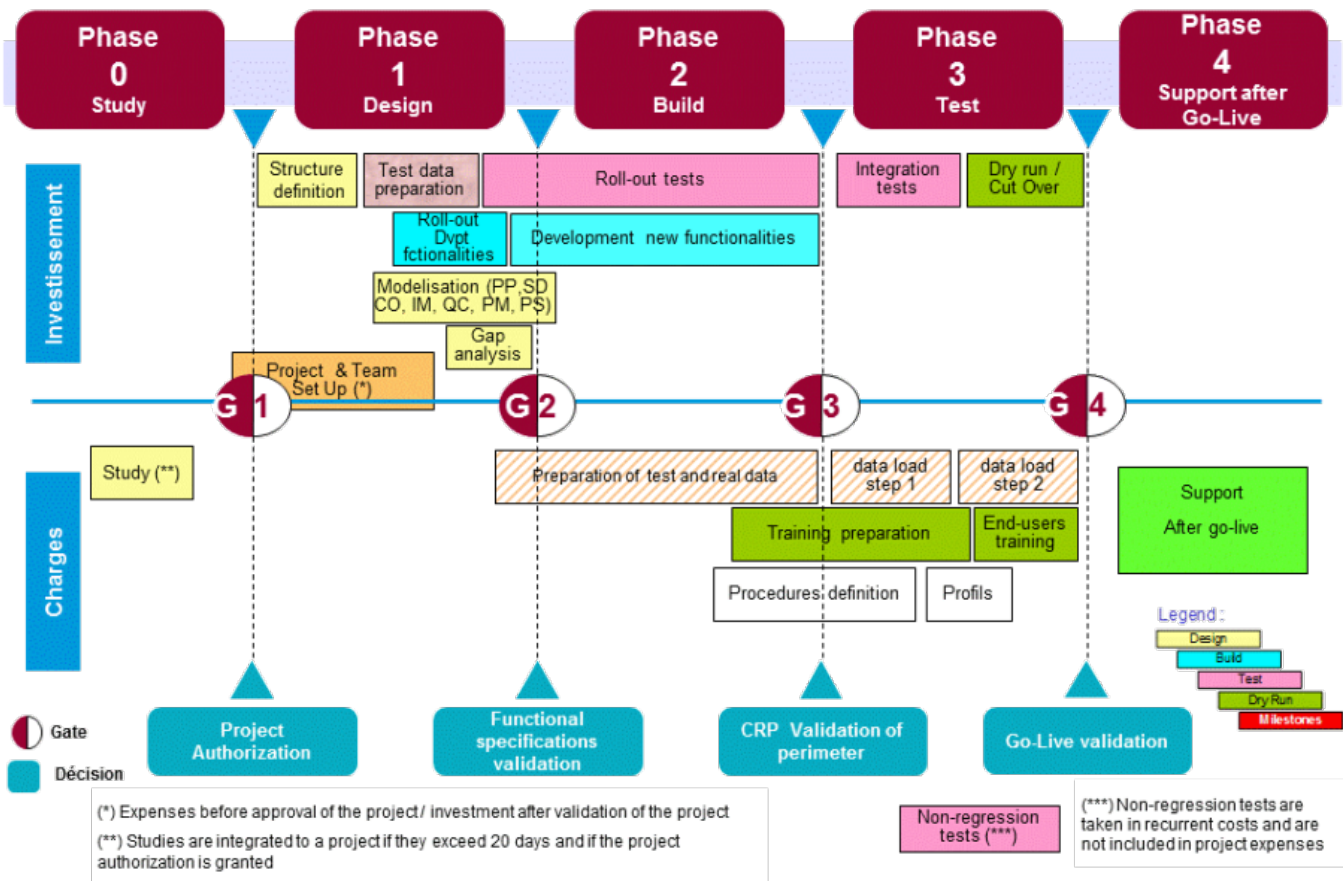 Phase
0
Study
Phase
1
Design
Phase
2
Build
Phase
3
Test
Phase
4
Support after
Go-Live
Investissement
Structure
definition
Test data
preparation
Roll-out tests
Integration
tests
Dry run /
Cut Over
Roll-out
Dvpt
fctionalities
Development new functionalities
Modelisation (PP,SD
CO, IM, QC, PM, PS)
Gap
analysis
Project & Team
Set Up (*)
G 1
G 2
G 3
G 4
Charges
Study (**)
Preparation of test and real data
data load
step 1
data load
step 2
Support
After go-live
Training preparation
End-users
training
Procedures definition
Profils
Legend :
Design
Build
Test
Dry Run
Milestones
Gate
Décision
Project
Authorization
Functional
specifications
validation
CRP Validation of
perimeter
Go-Live validation
(*) Expenses before approval of the project / investment after validation of the project
(**) Studies are integrated to a project if they exceed 20 days and if the project
authorization is granted
Non-regression
tests (***)
(***) Non-regression tests are
taken in recurrent costs and are
not included in project expenses